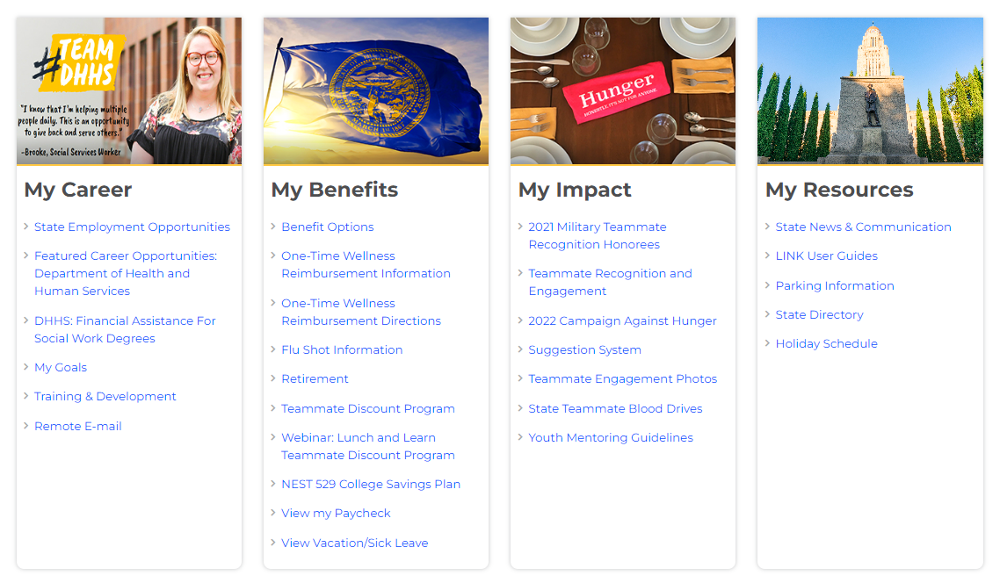 TEAM
#DHHS
"I know that I'm helping multiple
people daily. This is an opportunity
to give back and serve others."
-Brooke, Social Services Worker
My Career
State Employment Opportunities
Featured Career Opportunities:
Department of Health and
Human Services
DHHS: Financial Assistance For
Social Work Degrees
My Goals
Training & Development
Remote E-mail
My Benefits
Benefit Options
One-Time Wellness
Reimbursement Information
One-Time Wellness
Reimbursement Directions
Flu Shot Information
Retirement
Teammate Discount Program
Webinar: Lunch and Learn
Teammate Discount Program
NEST 529 College Savings Plan
View my Paycheck
View Vacation/Sick Leave
Hunger
HONESTLY, IT'S NOT FOR ANYONE.
My Impact
2021 Military Teammate
Recognition Honorees
Teammate Recognition and
Engagement
2022 Campaign Against Hunger
Suggestion System
Teammate Engagement Photos
State Teammate Blood Drives
Youth Mentoring Guidelines
My Resources
State News & Communication
LINK User Guides
Parking Information
State Directory
Holiday Schedule